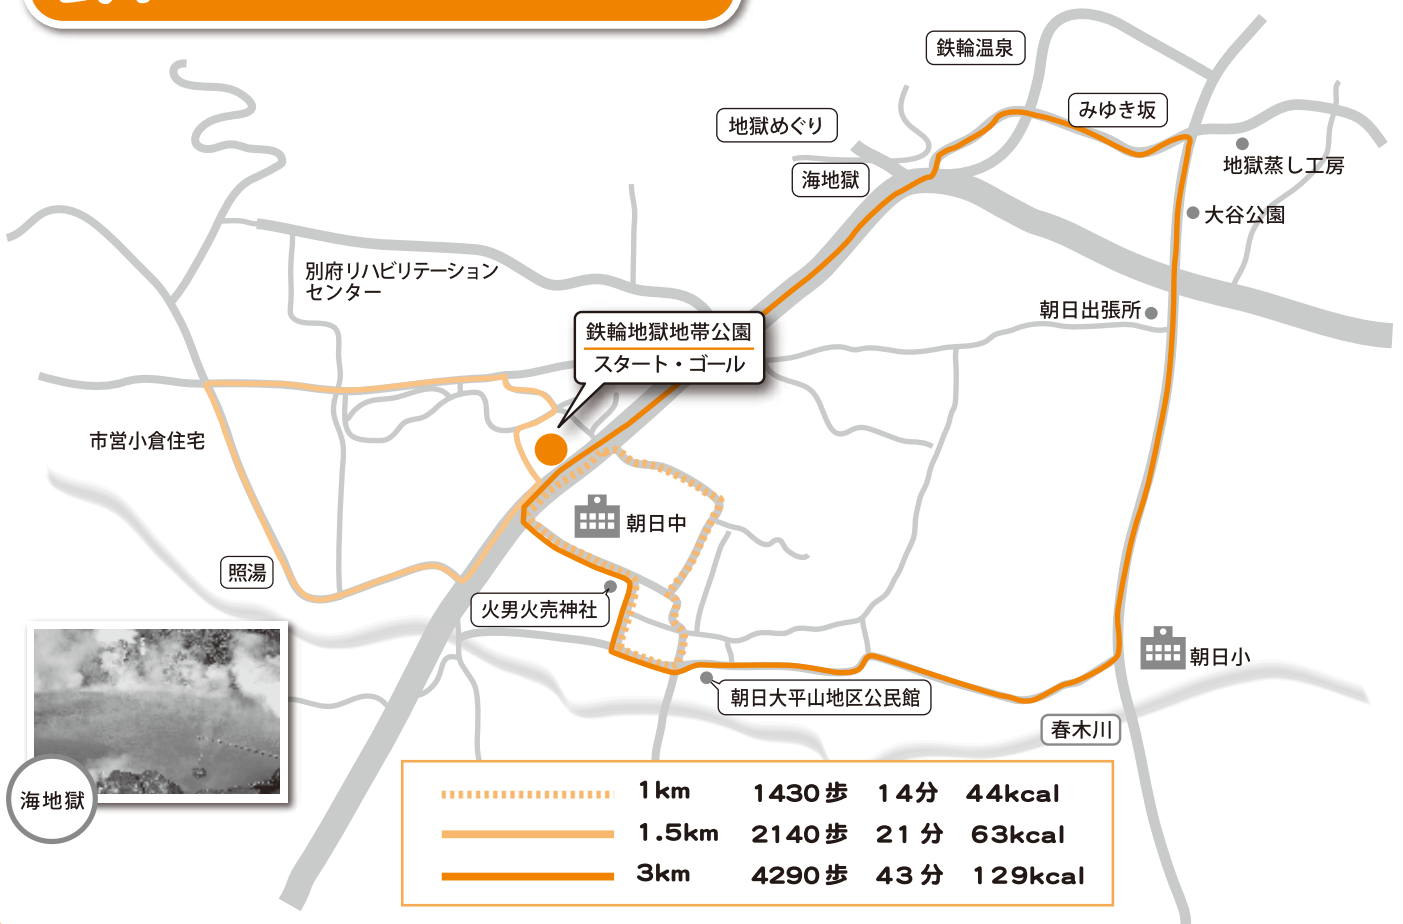 鉄輪温泉
みゆき坂
地獄めぐり
地獄蒸し工房
海地獄
大谷公園
別府リハビリテーション
センター
朝日出張所
鉄輪地獄地帯公園
スタート・ゴール
市営小倉住宅
朝日中
照湯
火男火売神社
朝日小
朝日大平山地区公民館
春木川
海地獄
1km 1430歩 14分 44kcal
1.5km 2140歩 21分 63kcal
3km 4290歩 43分 129kcal